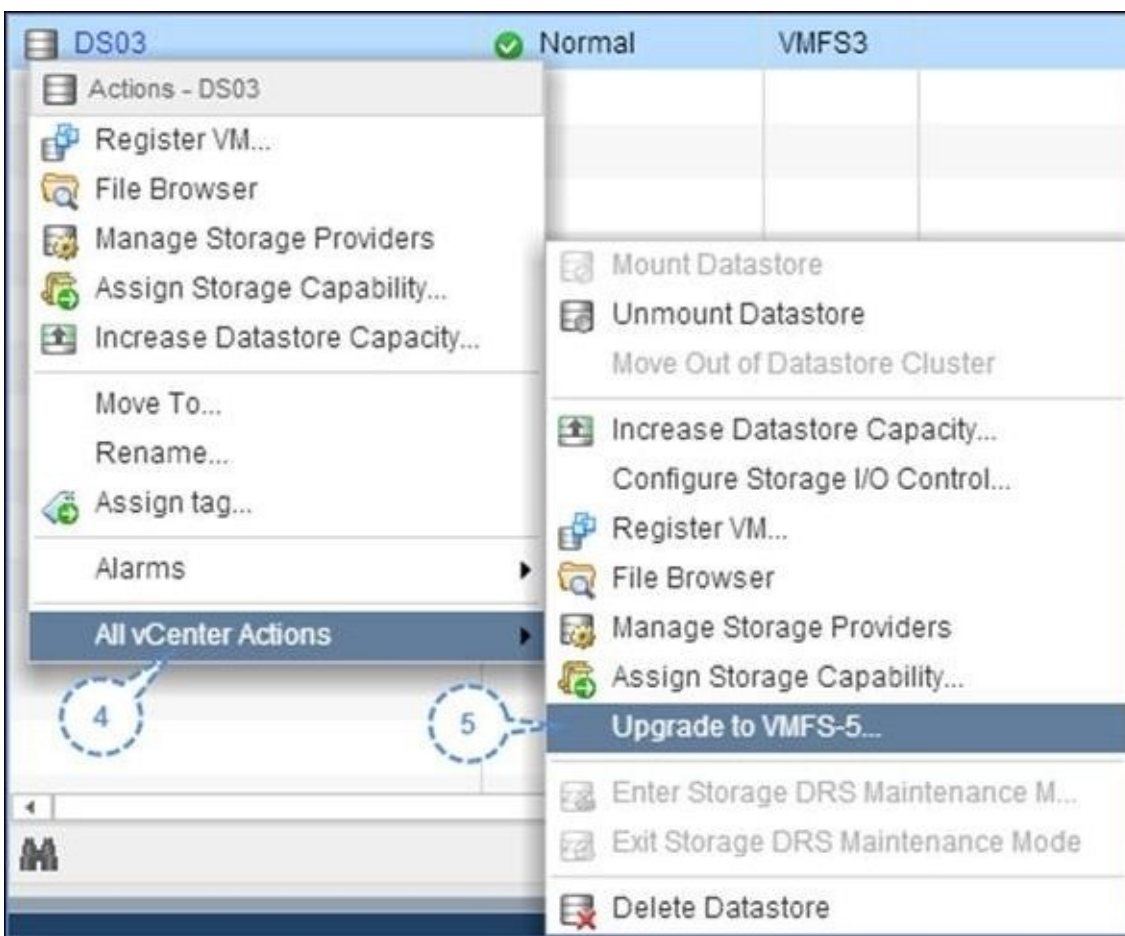 DS03 Normal VMFS3
Actions - DS03
Register VM...
File Browser
Manage Storage Providers
Assign Storage Capability...
Increase Datastore Capacity...
Move To...
Rename...
Assign tag...
Alarms
All vCenter Actions
4
Mount Datastore
Unmount Datastore
Move Out of Datastore Cluster
Increase Datastore Capacity...
Configure Storage I/O Control...
Register VM...
File Browser
Manage Storage Providers
Assign Storage Capability...
5
Upgrade to VMFS-5...
Enter Storage DRS Maintenance M...
Exit Storage DRS Maintenance Mode
Delete Datastore